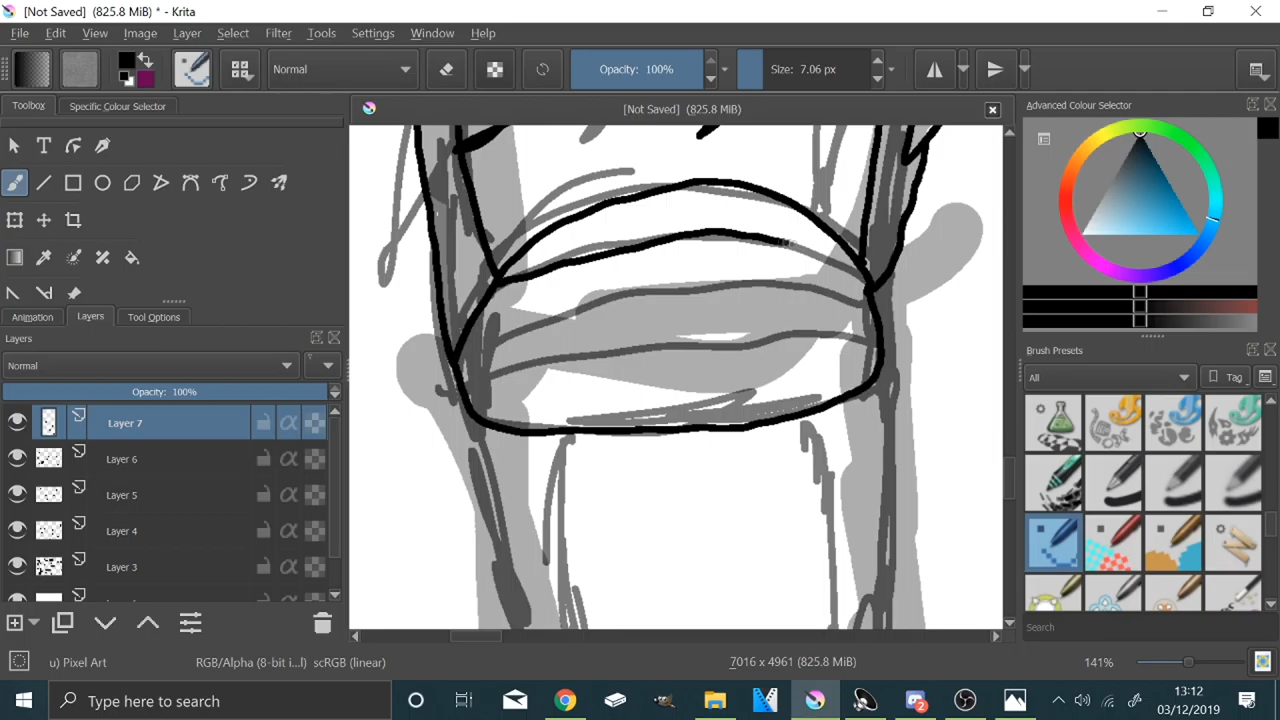 [Not Saved] (825.8 MiB) * - Krita
File Edit View Image Layer Select Filter Tools Settings Window Help
Normal Opacity: 100% Size: 7.06 px
Toolbox Specific Colour Selector
[Not Saved] (825.8 MiB)
Advanced Colour Selector
Animation Layers Tool Options
Layers
Normal
Opacity: 100%
Layer 7
Layer 6
Layer 5
Layer 4
Layer 3
Brush Presets
All Tag
Search
u) Pixel Art RGB/Alpha (8-bit i...l) scRGB (linear) 7016 x 4961 (825.8 MiB) 141%
Type here to search
2
13:12
03/12/2019